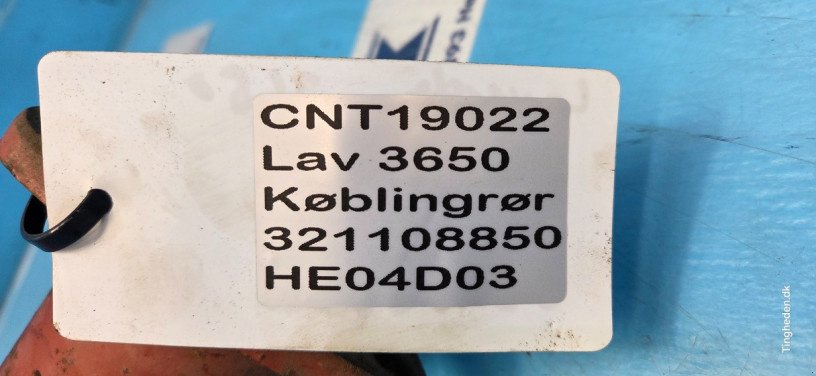 CNT19022
Lav 3650
Køblingrør
321108850
HE04D03
Tingheden.dk